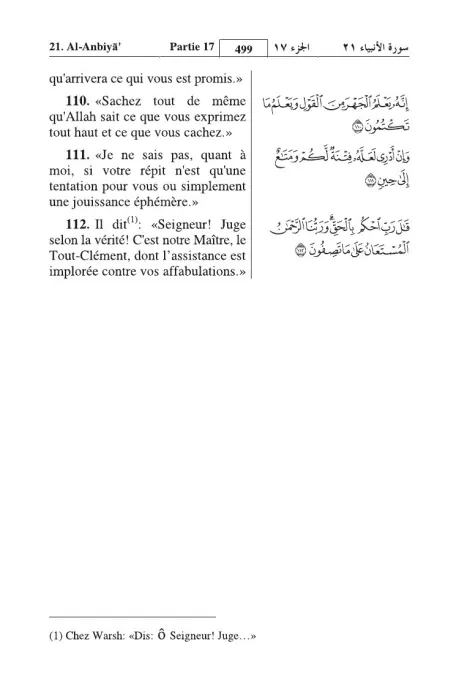 21. Al-Anbiyā' Partie 17 499 الجزء ١٧ سورة الأنبياء ٢١
qu'arrivera ce qui vous est promis.»
110. «Sachez tout de même
qu'Allah sait ce que vous exprimez
tout haut et ce que vous cachez.»
111. «Je ne sais pas, quant à
moi, si votre répit n'est qu'une
tentation pour vous ou simplement
une jouissance éphémère.»
112. Il dit(1): «Seigneur! Juge
selon la vérité! C'est notre Maître, le
Tout-Clément, dont l’assistance est
implorée contre vos affabulations.»
إِنَّهُۥ يَعْلَمُ ٱلْجَهْرَ مِنَ ٱلْقَوْلِ وَيَعْلَمُ مَا
تَكْتُمُونَ ١١٠
وَإِنْ أَدْرِى لَعَلَّهُۥ فِتْنَةٌ لَّكُمْ وَمَتَٰعٌ
إِلَىٰ حِينٍ ١١١
قَٰلَ رَبِّ ٱحْكُم بِٱلْحَقِّ ۗ وَرَبُّنَا ٱلرَّحْمَٰنُ
ٱلْمُسْتَعَانُ عَلَىٰ مَا تَصِفُونَ ١١٢
(1) Chez Warsh: «Dis: Ô Seigneur! Juge…»